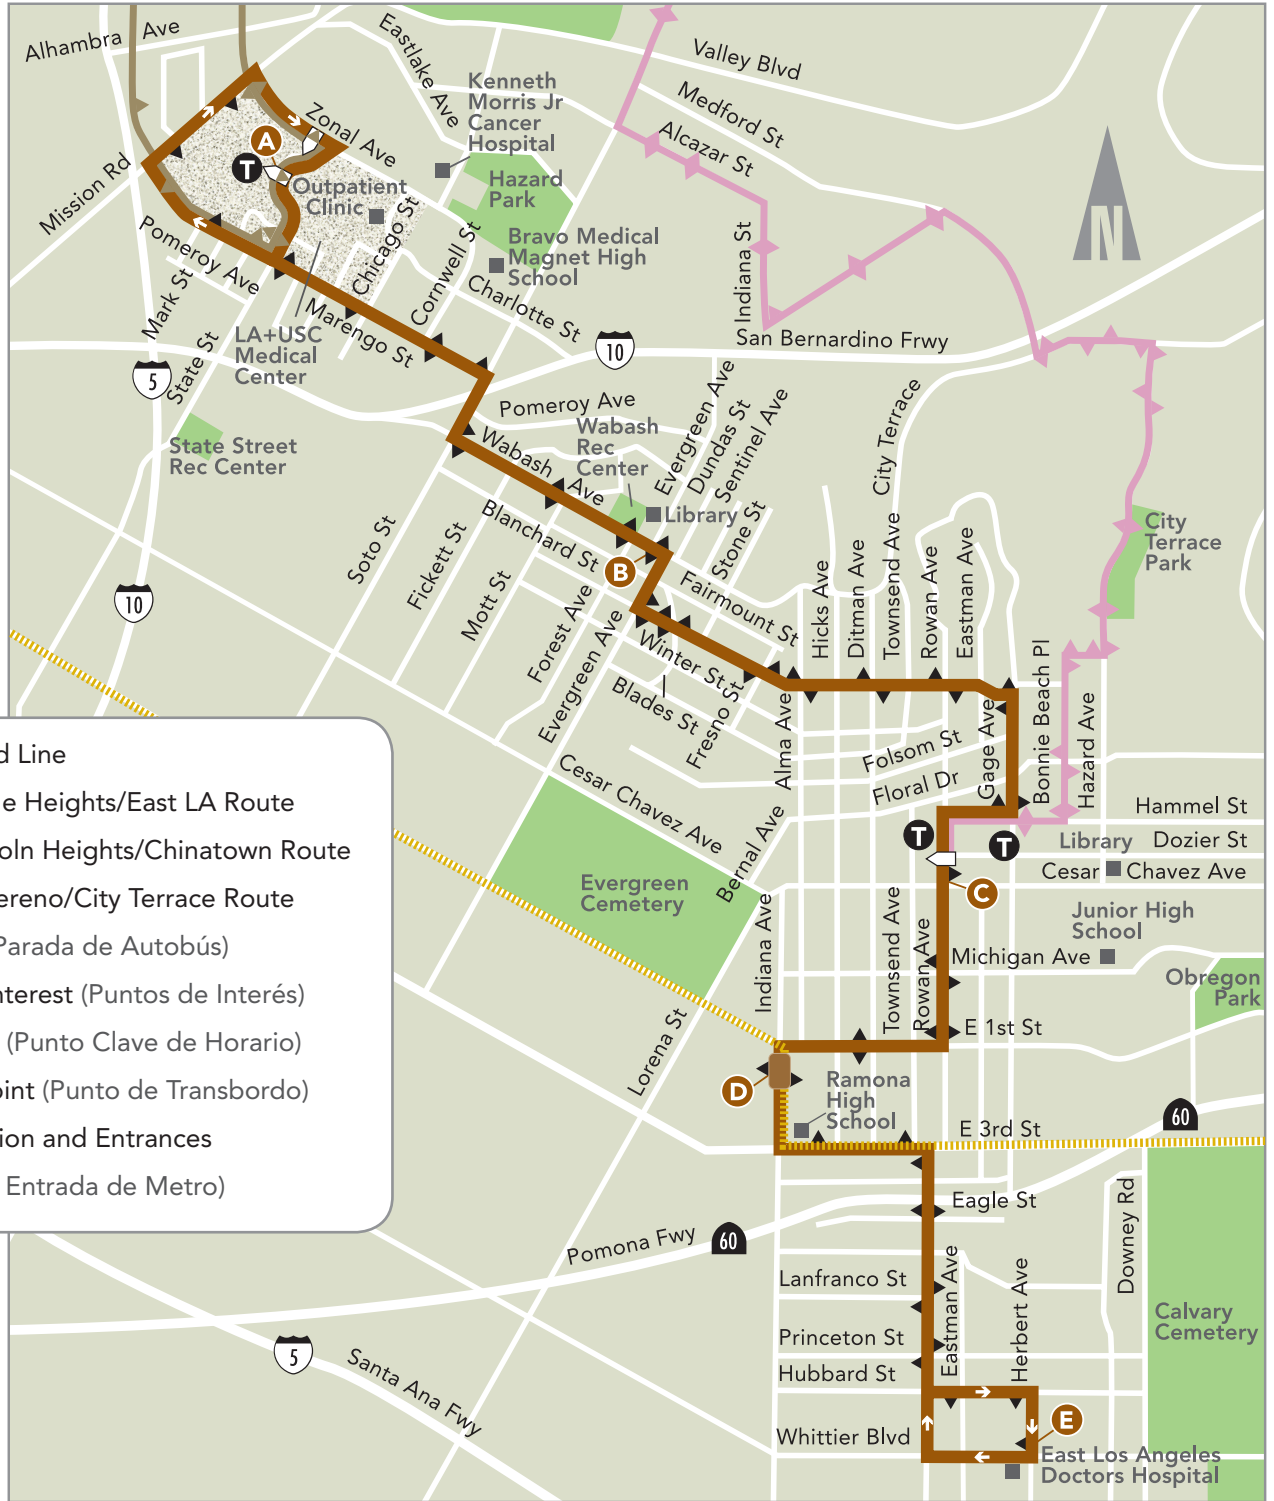 Alhambra Ave
Eastlake Ave
Valley Blvd
Kenneth
Morris Jr
Cancer
Hospital
Medford St
Alcazar St
Zonal Ave
A
T
Mission Rd
Outpatient
Clinic
Hazard
Park
Chicago St
Cornwell St
Bravo Medical
Magnet High
School
Indiana St
N
Pomeroy Ave
Mark St
State St
Marengo St
Charlotte St
LA+USC
Medical
Center
10
San Bernardino Frwy
5
Pomeroy Ave
Evergreen Ave
Dundas St
Sentinel Ave
City Terrace
State Street
Rec Center
Wabash Ave
Wabash
Rec
Center
Library
Blanchard St
Stone St
Soto St
Fickett St
Mott St
B
Fairmount St
Forest Ave
Evergreen Ave
Winter St
Blades St
Fresno St
Hicks Ave
Ditman Ave
Townsend Ave
Rowan Ave
Eastman Ave
City
Terrace
Park
10
Alma Ave
Folsom St
Floral Dr
Gage Ave
Bonnie Beach Pl
Hazard Ave
Cesar Chavez Ave
Bernal Ave
Hammel St
T
T
Library
Dozier St
Cesar Chavez Ave
C
Evergreen
Cemetery
Indiana Ave
Townsend Ave
Rowan Ave
Junior High
School
Michigan Ave
Obregon
Park
E 1st St
Lorena St
D
Ramona
High
School
E 3rd St
60
Eagle St
Pomona Fwy
60
Lanfranco St
Eastman Ave
Herbert Ave
Downey Rd
Calvary
Cemetery
Princeton St
Hubbard St
5
Santa Ana Fwy
Whittier Blvd
E
East Los Angeles
Doctors Hospital
d Line
e Heights/East LA Route
oln Heights/Chinatown Route
ereno/City Terrace Route
Parada de Autobús)
nterest (Puntos de Interés)
(Punto Clave de Horario)
oint (Punto de Transbordo)
ion and Entrances
Entrada de Metro)